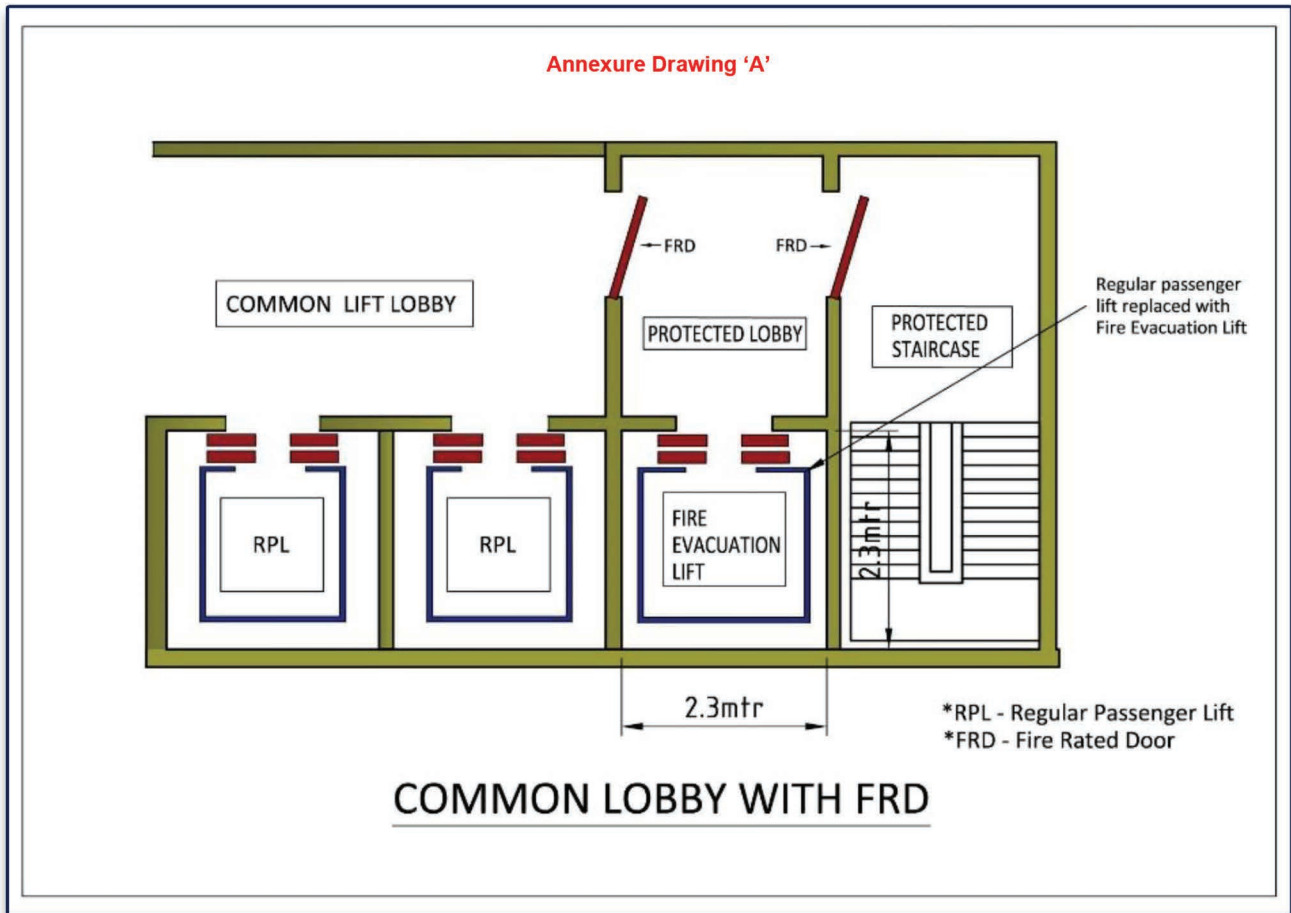 Annexure Drawing ‘A’
FRD
FRD
COMMON LIFT LOBBY
PROTECTED LOBBY
PROTECTED
STAIRCASE
Regular passenger
lift replaced with
Fire Evacuation Lift
RPL
RPL
FIRE
EVACUATION
LIFT
2.3mtr
2.3mtr
*RPL - Regular Passenger Lift
*FRD - Fire Rated Door
COMMON LOBBY WITH FRD